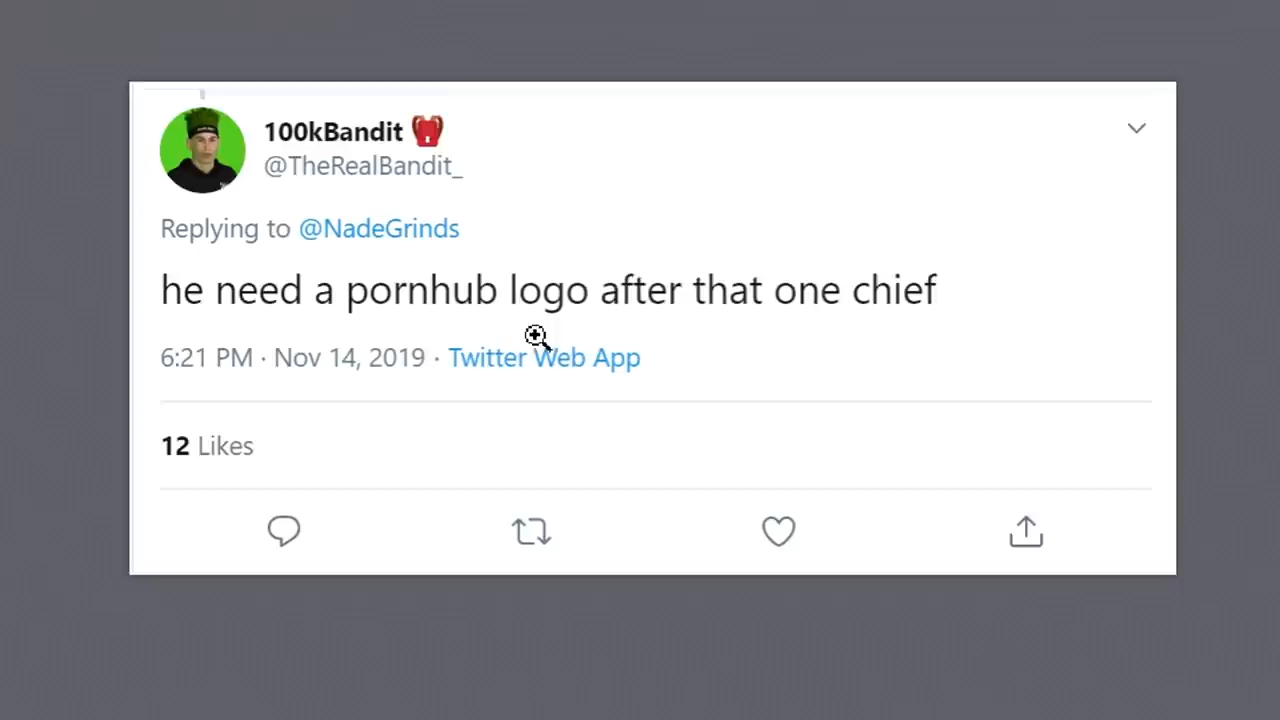 100kBandit
@TheRealBandit_
Replying to @NadeGrinds
he need a pornhub logo after that one chief
6:21 PM · Nov 14, 2019 · Twitter Web App
12 Likes